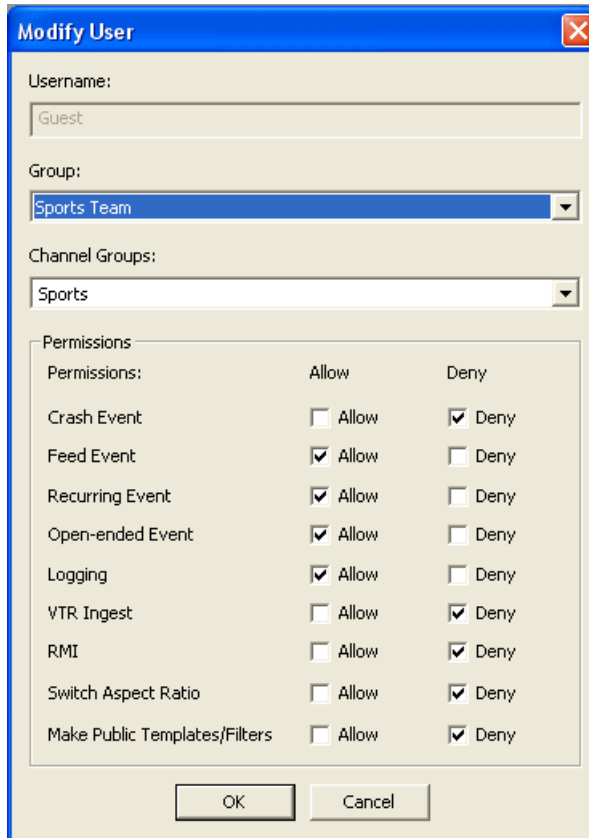 Modify User
Username:
Guest
Group:
Sports Team
Channel Groups:
Sports
Permissions
Permissions: Allow Deny
Crash Event Allow Deny
Feed Event Allow Deny
Recurring Event Allow Deny
Open-ended Event Allow Deny
Logging Allow Deny
VTR Ingest Allow Deny
RMI Allow Deny
Switch Aspect Ratio Allow Deny
Make Public Templates/Filters Allow Deny
OK Cancel